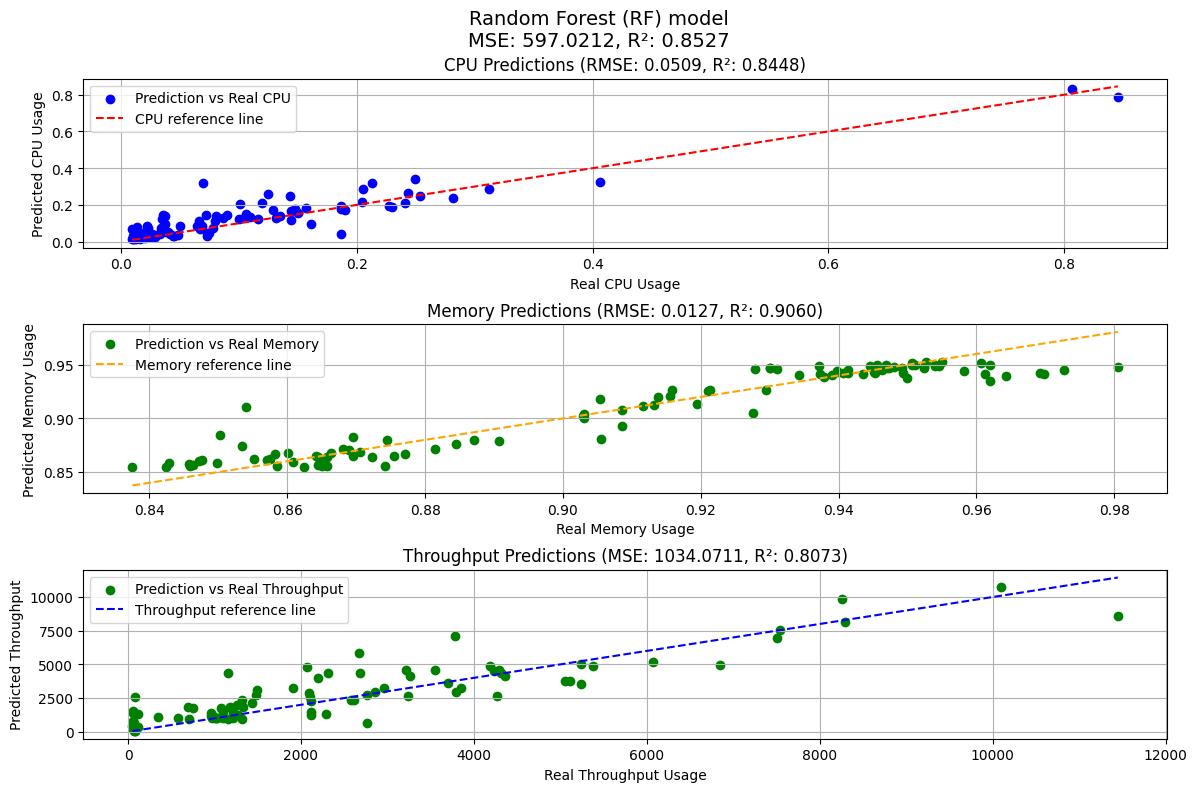 Random Forest (RF) model
MSE: 597.0212, R²: 0.8527
CPU Predictions (RMSE: 0.0509, R²: 0.8448)
Predicted CPU Usage
0.8
0.6
0.4
0.2
0.0
Prediction vs Real CPU
CPU reference line
0.0 0.2 0.4 0.6 0.8
Real CPU Usage
Memory Predictions (RMSE: 0.0127, R²: 0.9060)
Predicted Memory Usage
0.95
0.90
0.85
Prediction vs Real Memory
Memory reference line
0.84 0.86 0.88 0.90 0.92 0.94 0.96 0.98
Real Memory Usage
Throughput Predictions (MSE: 1034.0711, R²: 0.8073)
Predicted Throughput
10000
7500
5000
2500
0
Prediction vs Real Throughput
Throughput reference line
0 2000 4000 6000 8000 10000 12000
Real Throughput Usage